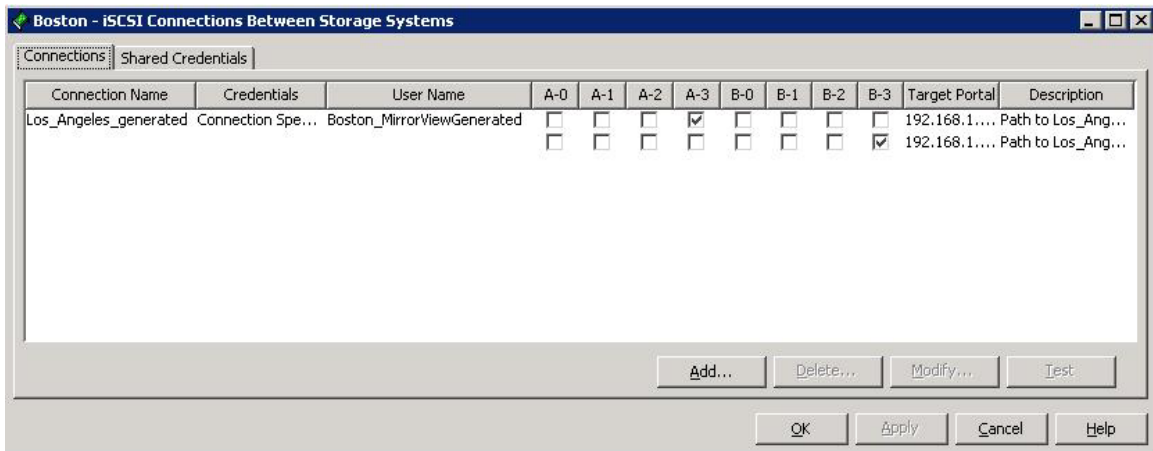 Boston - iSCSI Connections Between Storage Systems
Connections Shared Credentials
Connection Name Credentials User Name A-0 A-1 A-2 A-3 B-0 B-1 B-2 B-3 Target Portal Description
Los_Angeles_generated Connection Spe... Boston_MirrorViewGenerated 192.168.1.... Path to Los_Ang...
192.168.1.... Path to Los_Ang...
Add... Delete... Modify... Test
OK Apply Cancel Help